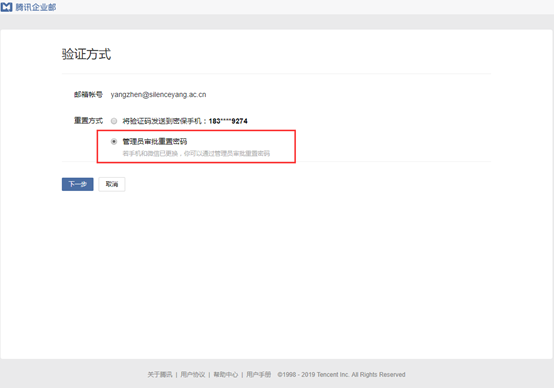 腾讯企业邮
验证方式
邮箱帐号 yangzhen@silenceyang.ac.cn
重置方式 将验证码发送到密保手机：183****9274
管理员审批重置密码
若手机和微信已更换，你可以通过管理员审批重置密码
下一步 取消
关于腾讯 | 用户协议 | 帮助中心 | 用户手册 ©1998 - 2019 Tencent Inc. All Rights Reserved